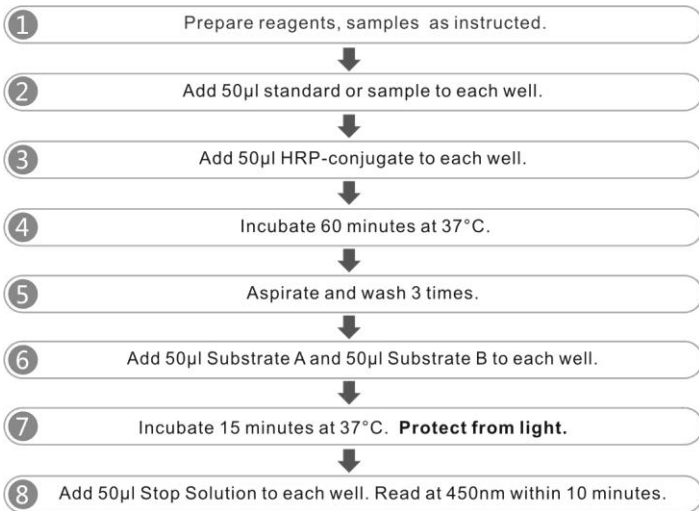 1 Prepare reagents, samples as instructed.
2 Add 50μl standard or sample to each well.
3 Add 50μl HRP-conjugate to each well.
4 Incubate 60 minutes at 37°C.
5 Aspirate and wash 3 times.
6 Add 50μl Substrate A and 50μl Substrate B to each well.
7 Incubate 15 minutes at 37°C. Protect from light.
8 Add 50μl Stop Solution to each well. Read at 450nm within 10 minutes.